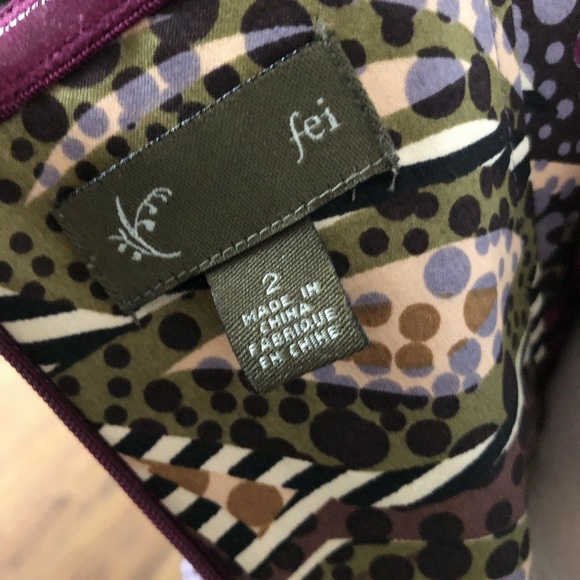 fei
2
MADE IN
CHINA
FABRIQUE
EN CHINE